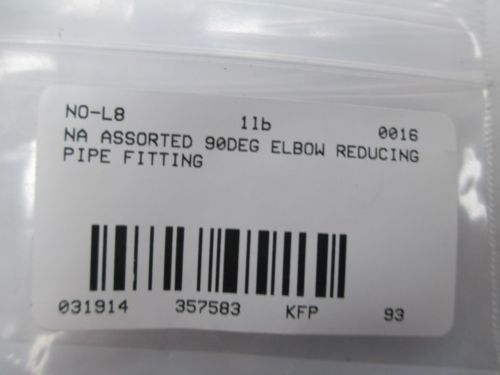 NO-L8 1lb 0016
NA ASSORTED 90DEG ELBOW REDUCING
PIPE FITTING
031914 357583 KFP 93